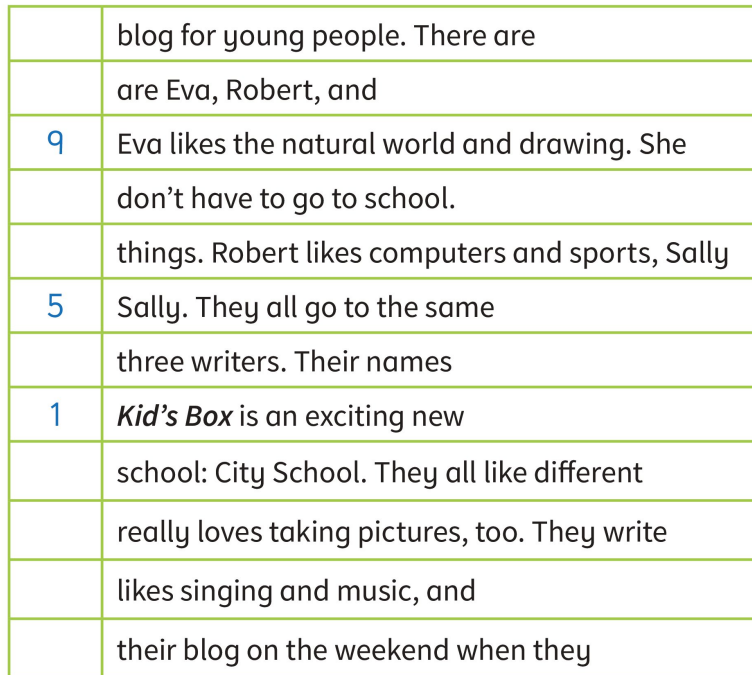 blog for young people. There are
are Eva, Robert, and
9 Eva likes the natural world and drawing. She
don't have to go to school.
things. Robert likes computers and sports, Sally
5 Sally. They all go to the same
three writers. Their names
1 Kid's Box is an exciting new
school: City School. They all like different
really loves taking pictures, too. They write
likes singing and music, and
their blog on the weekend when they